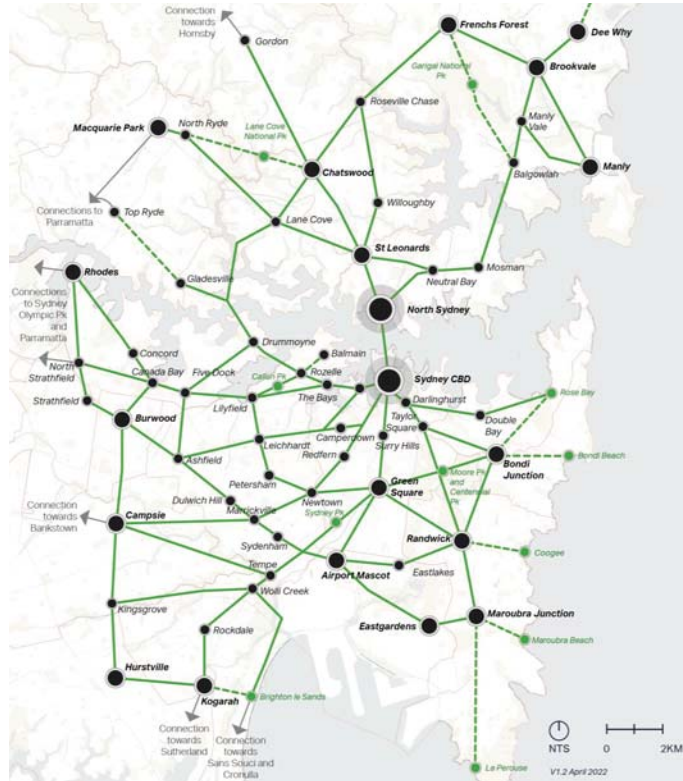 Connection
towards
Hornsby
Gordon
Frenchs Forest
Dee Why
Garigal National
Pk
Brookvale
Roseville Chase
Macquarie Park
North Ryde
Lane Cove
National Pk
Manly
Vale
Chatswood
Balgowlah
Manly
Connections to
Parramatta
Top Ryde
Lane Cove
Willoughby
St Leonards
Rhodes
Gladesville
Neutral Bay
Mosman
Connections
to Sydney
Olympic Pk
and
Parramatta
North Sydney
Concord
Drummoyne
Balmain
North
Strathfield
Canada Bay
Five Dock
Callan Pk
Rozelle
Sydney CBD
Strathfield
Lilyfield
The Bays
Darlinghurst
Rose Bay
Burwood
Taylor
Square
Double
Bay
Camperdown
Surry Hills
Leichhardt
Redfern
Ashfield
Bondi
Junction
Bondi Beach
Petersham
Green
Square
Moore Pk
and
Centennial
Pk
Dulwich Hill
Newtown
Connection
towards
Bankstown
Campsie
Marrickville
Sydney Pk
Sydenham
Randwick
Coogee
Tempe
Airport Mascot
Eastlakes
Wolli Creek
Kingsgrove
Rockdale
Eastgardens
Maroubra Junction
Maroubra Beach
Hurstville
Kogarah
Brighton le Sands
Connection
towards
Sutherland
Connection
towards
Sans Souci and
Cronulla
La Perouse
NTS
0
2KM
V1.2 April 2022